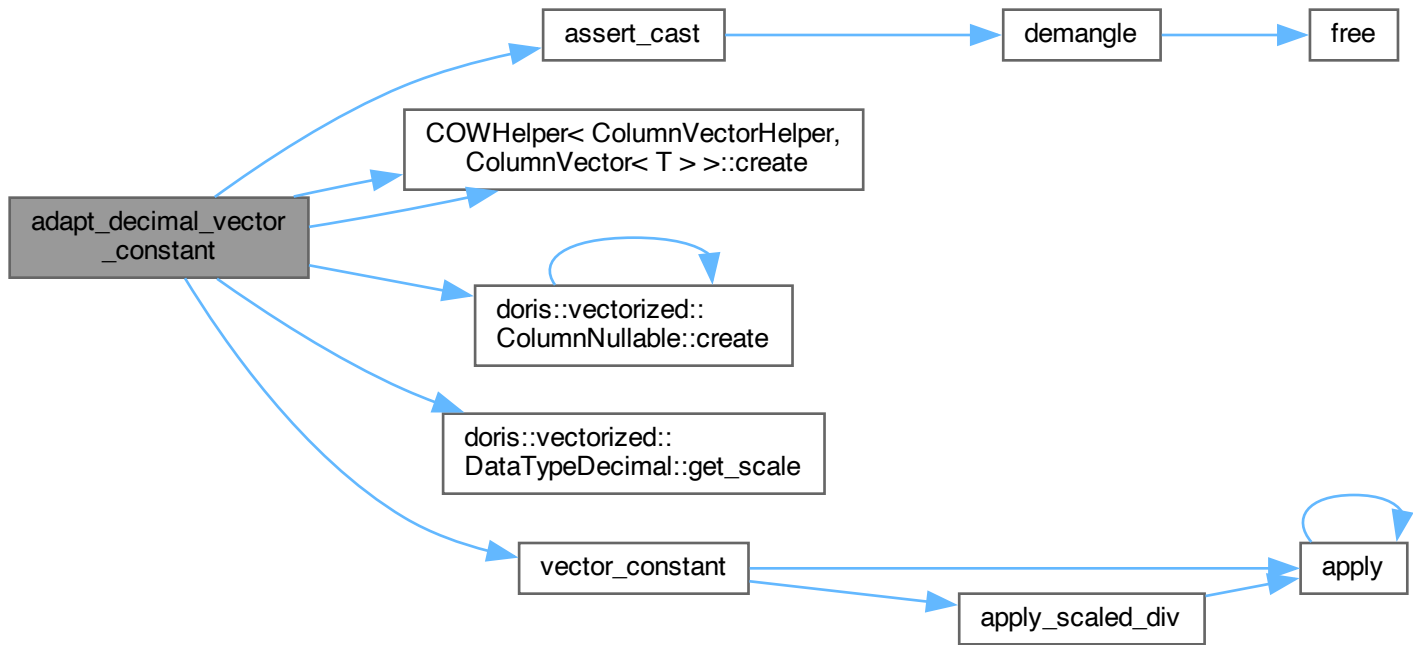 assert_cast
demangle
free
COWHelper< ColumnVectorHelper,
ColumnVector< T > >::create
adapt_decimal_vector
_constant
doris::vectorized::
ColumnNullable::create
doris::vectorized::
DataTypeDecimal::get_scale
vector_constant
apply
apply_scaled_div